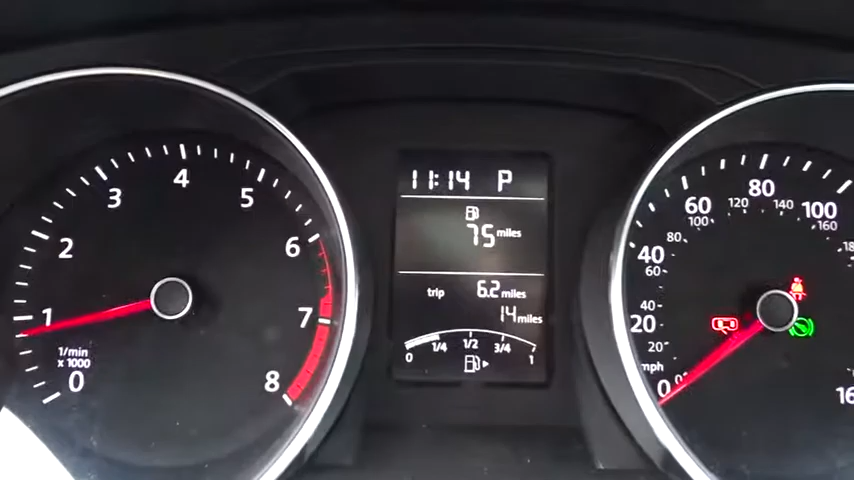 11:14 P
75 miles
trip 6.2 miles
14 miles
0 1/4 1/2 3/4 1
0 1 2 3 4 5 6 7 8
1/min
x 1000
0 20 40 60 80 100
20 40 60 80 100 120 140 160
mph